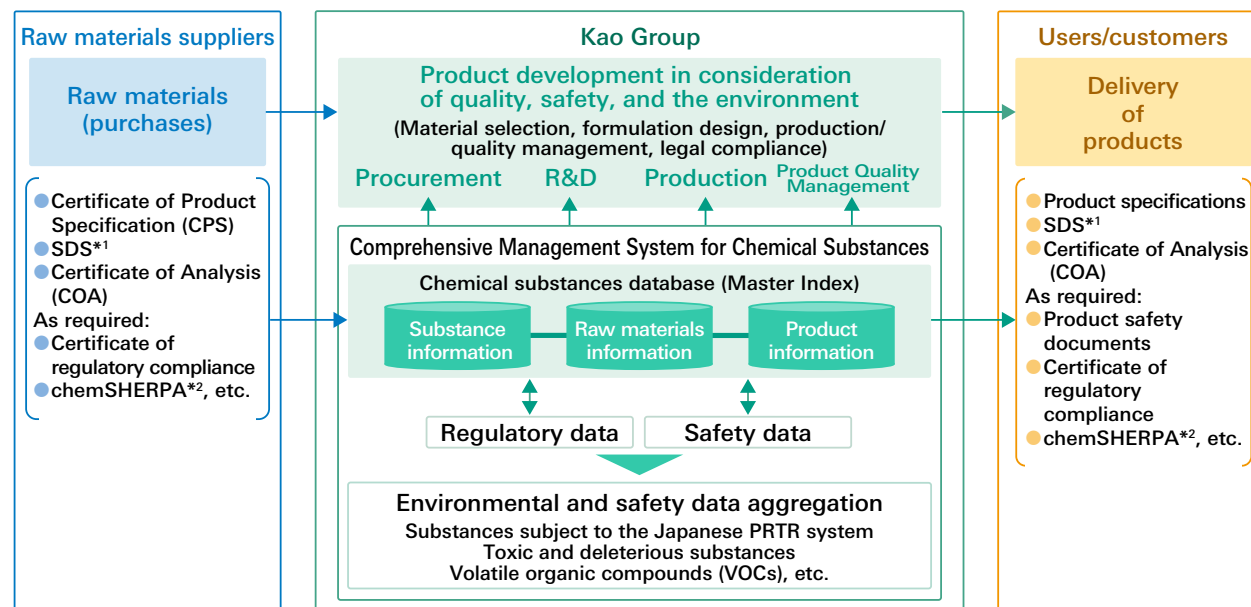 Raw materials suppliers
Raw materials
(purchases)
●Certificate of Product
Specification (CPS)
●SDS*1
●Certificate of Analysis
(COA)
As required:
●Certificate of
regulatory compliance
●chemSHERPA*2, etc.
Kao Group
Product development in consideration
of quality, safety, and the environment
(Material selection, formulation design, production/
quality management, legal compliance)
Procurement
R&D
Production
Product Quality
Management
Comprehensive Management System for Chemical Substances
Chemical substances database (Master Index)
Substance
information
Raw materials
information
Product
information
Regulatory data
Safety data
Environmental and safety data aggregation
Substances subject to the Japanese PRTR system
Toxic and deleterious substances
Volatile organic compounds (VOCs), etc.
Users/customers
Delivery
of
products
●Product specifications
●SDS*1
●Certificate of Analysis
(COA)
As required:
●Product safety
documents
●Certificate of
regulatory
compliance
●chemSHERPA*2, etc.